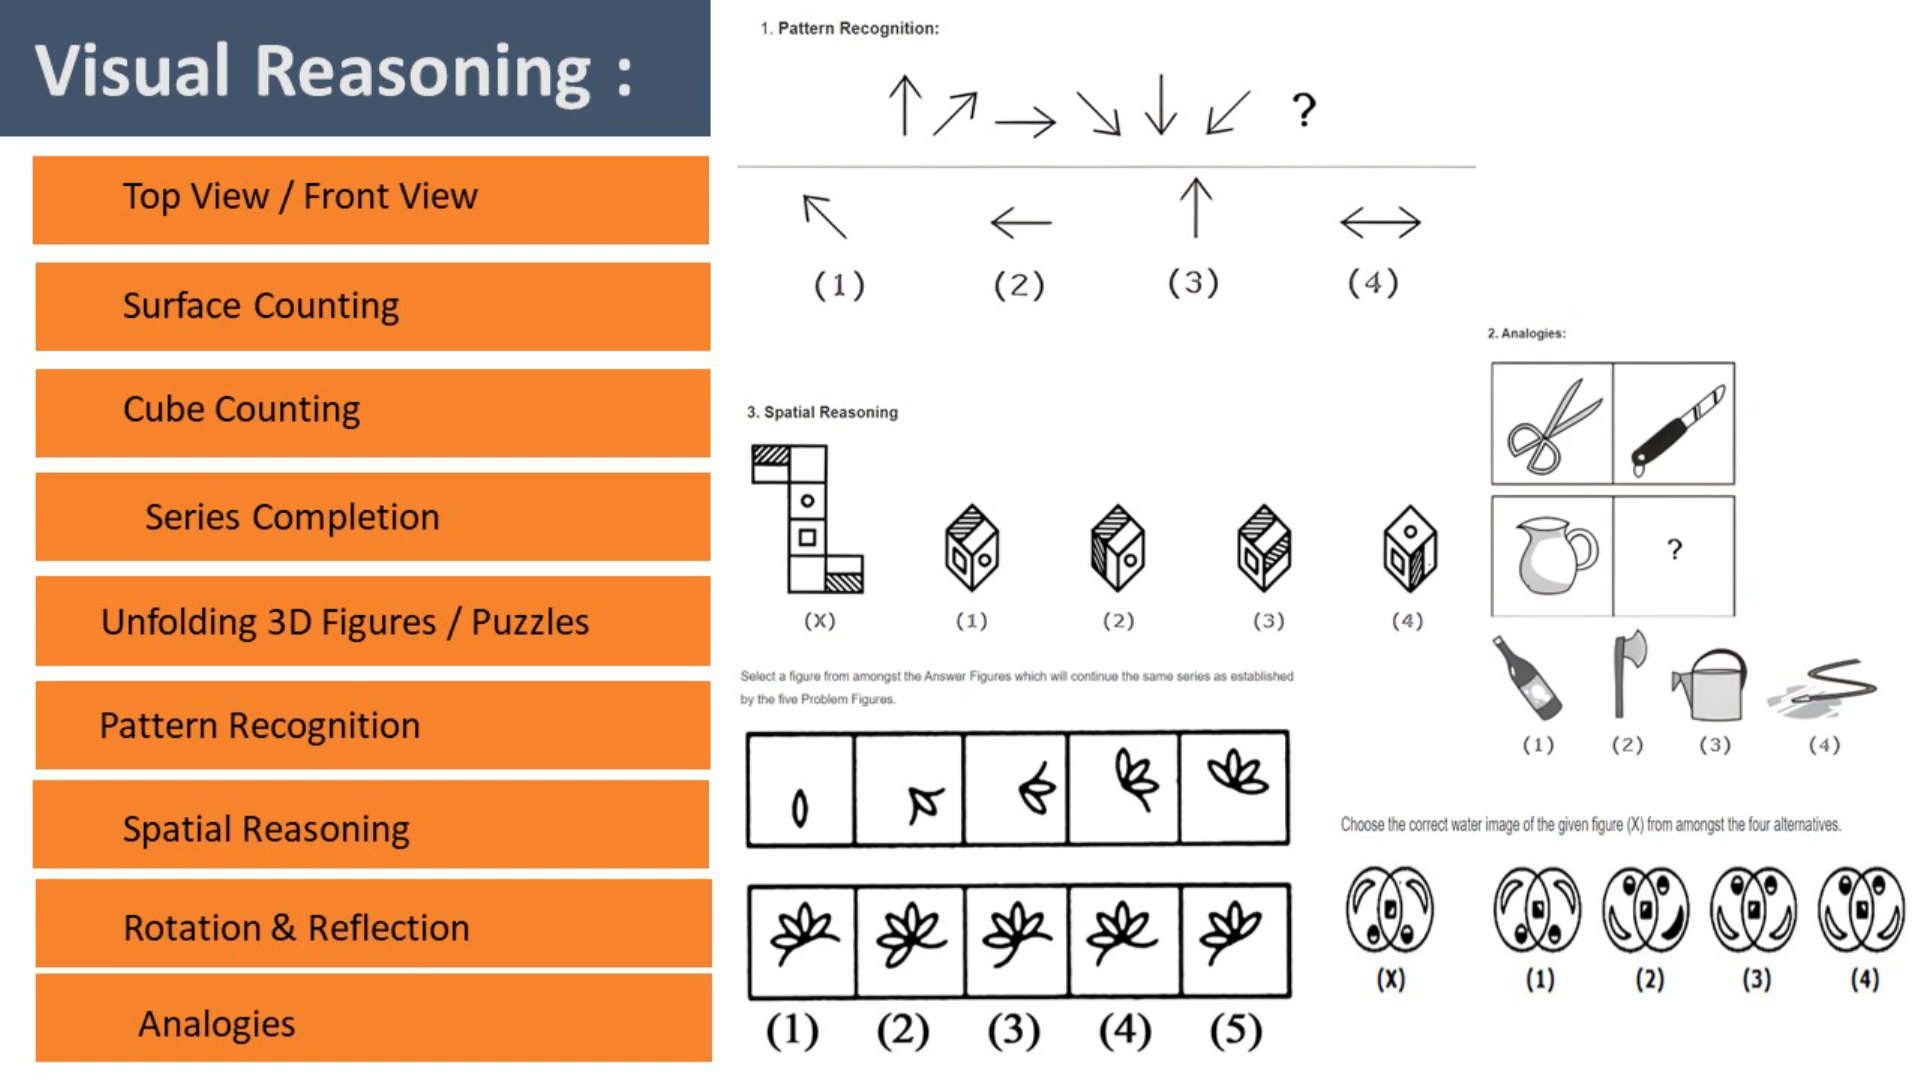 Visual Reasoning :
Top View / Front View
Surface Counting
Cube Counting
Series Completion
Unfolding 3D Figures / Puzzles
Pattern Recognition
Spatial Reasoning
Rotation & Reflection
Analogies
1. Pattern Recognition:
?
(1) (2) (3) (4)
2. Analogies:
?
(1) (2) (3) (4)
3. Spatial Reasoning
(X) (1) (2) (3) (4)
Select a figure from amongst the Answer Figures which will continue the same series as established
by the five Problem Figures.
(1) (2) (3) (4) (5)
Choose the correct water image of the given figure (X) from amongst the four alternatives.
(X) (1) (2) (3) (4)